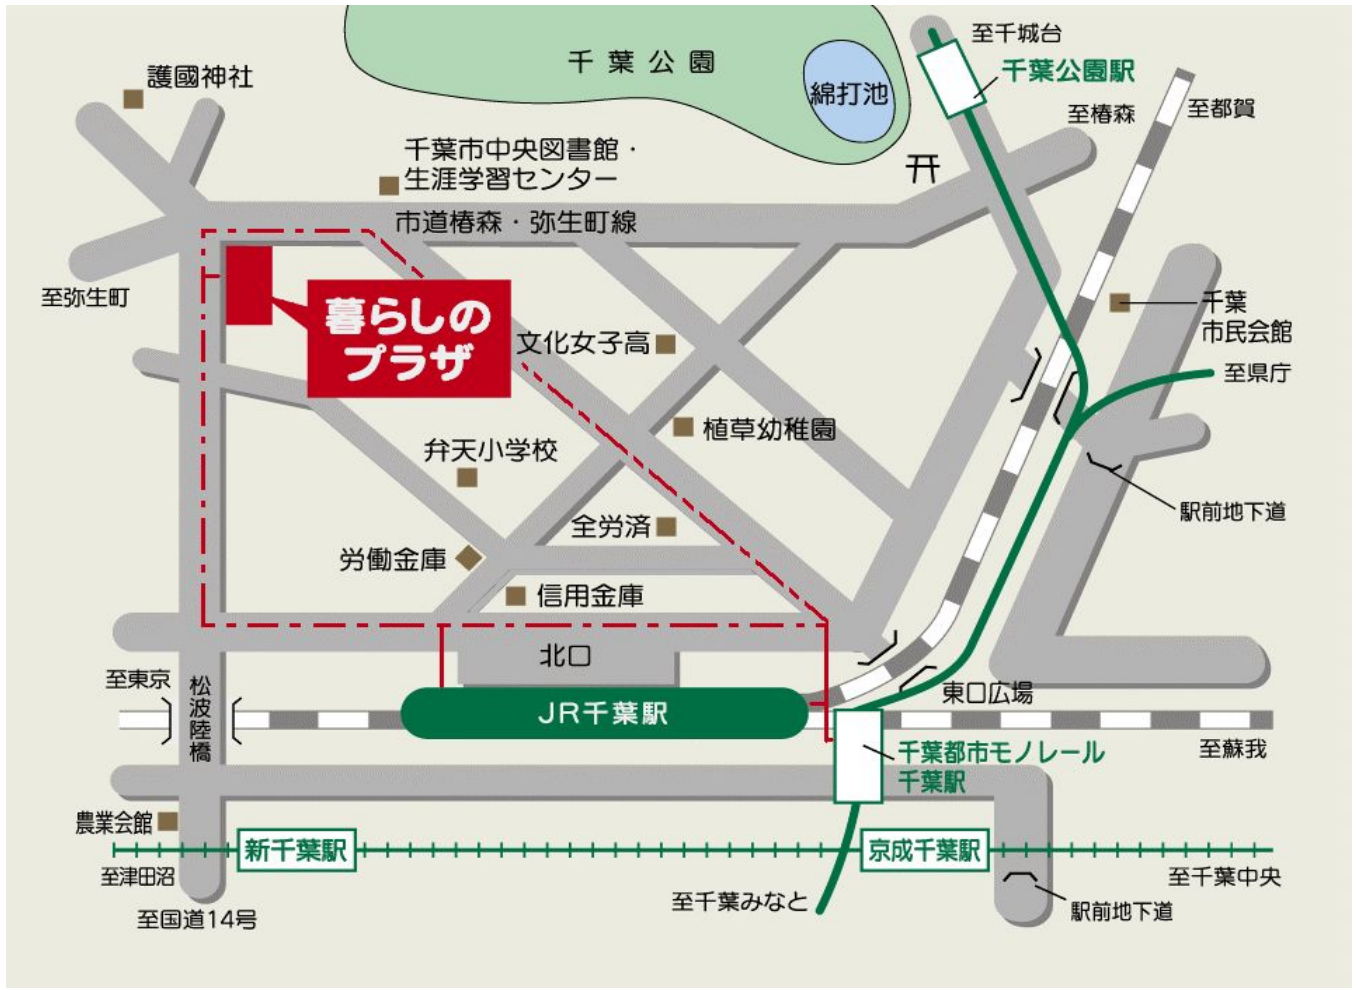 至千城台
千葉公園
千葉公園駅
護國神社
綿打池
至椿森
至都賀
千葉市中央図書館・
生涯学習センター
市道椿森・弥生町線
至弥生町
暮らしの
プラザ
千葉
市民会館
文化女子高
至県庁
植草幼稚園
弁天小学校
駅前地下道
全労済
労働金庫
信用金庫
北口
至東京
松波陸橋
東口広場
JR千葉駅
至蘇我
千葉都市モノレール
千葉駅
農業会館
新千葉駅
京成千葉駅
至津田沼
至千葉中央
至千葉みなと
駅前地下道
至国道14号